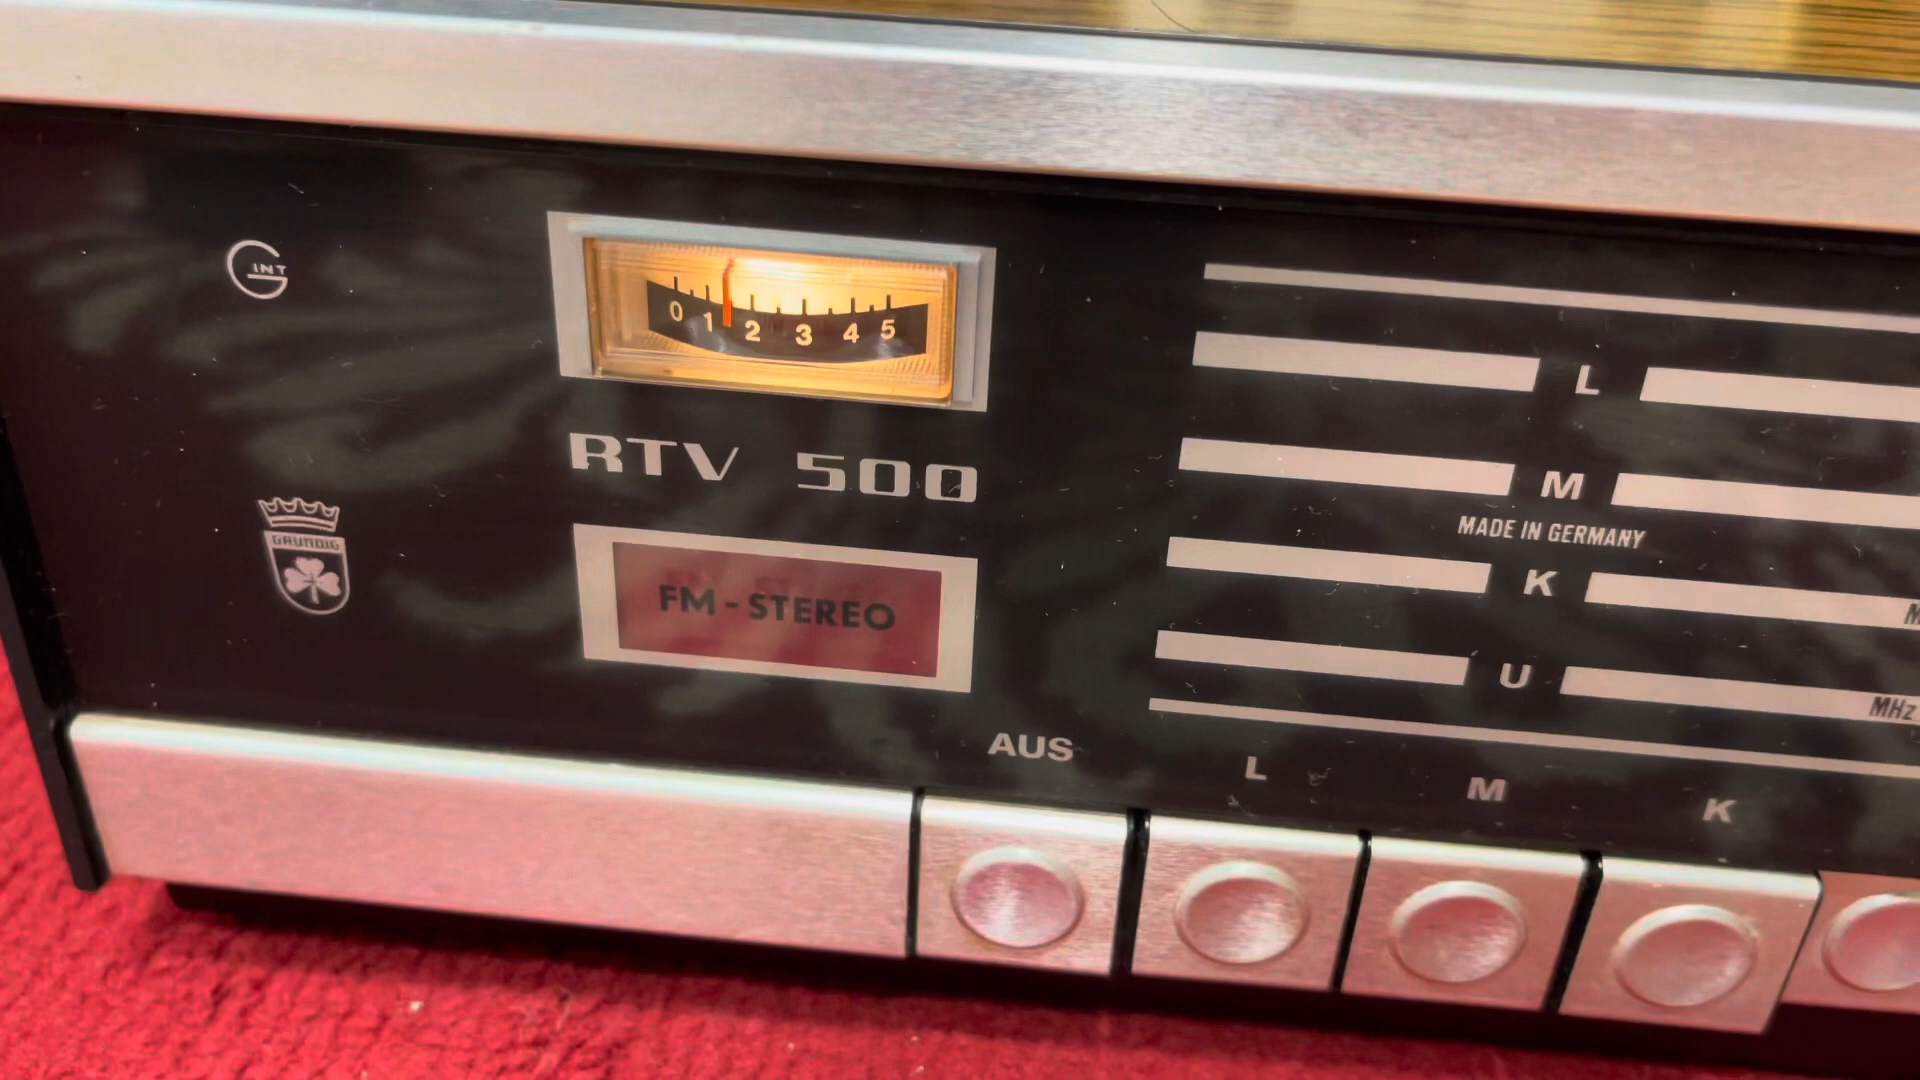 G INT
0 1 2 3 4 5
RTV 500
GRUNDIG
FM-STEREO
L
M
MADE IN GERMANY
K
U
MHz
AUS
L
M
K